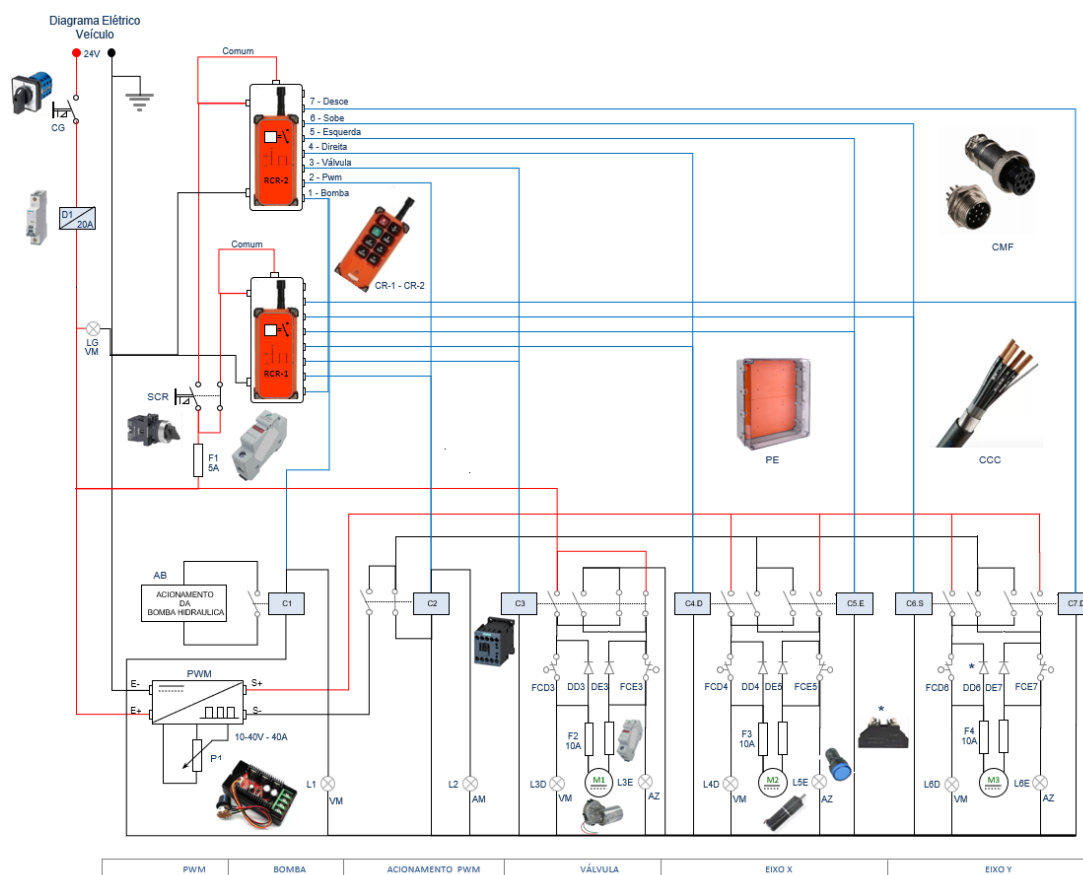 Diagrama Elétrico
Veículo
24V
CG
D1
20A
LG
VM
Comum
RCR-2
7 - Desce
6 - Sobe
5 - Esquerda
4 - Direita
3 - Válvula
2 - Pwm
1 - Bomba
CR-1 - CR-2
Comum
RCR-1
SCR
F1
5A
CMF
PE
CCC
AB
ACIONAMENTO
DA
BOMBA HIDRAULICA
C1
C2
C3
C4.D
C5.E
C6.S
C7.D
PWM
E-
E+
S+
S-
10-40V - 40A
P1
FCD3
DD3
DE3
FCE3
FCD4
DD4
DE5
FCE5
*
FCD6
*
DD6
DE7
FCE7
F2
10A
F3
10A
F4
10A
L1
VM
L2
AM
L3D
VM
M1
L3E
AZ
L4D
VM
M2
L5E
AZ
L6D
VM
M3
L6E
AZ
PWM
BOMBA
ACIONAMENTO PWM
VÁLVULA
EIXO X
EIXO Y